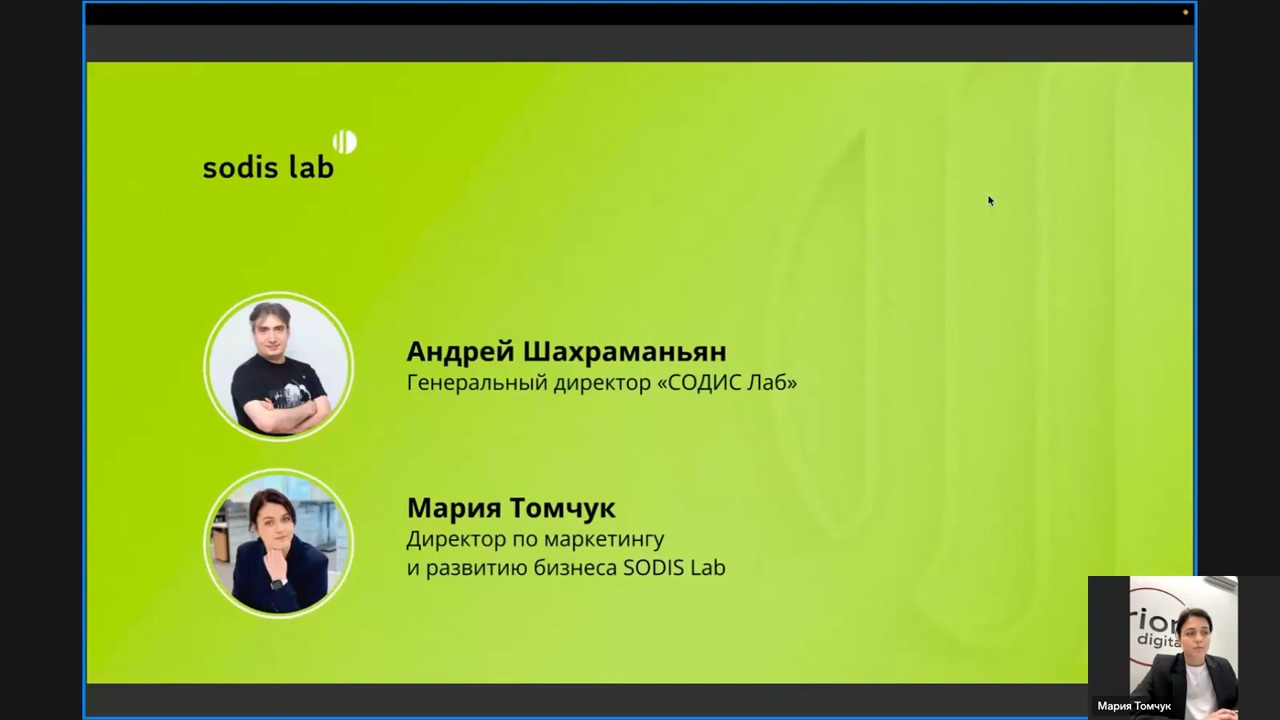 sodis lab
Андрей Шахраманьян
Генеральный директор «СОДИС Лаб»
Мария Томчук
Директор по маркетингу
и развитию бизнеса SODIS Lab
Мария Томчук